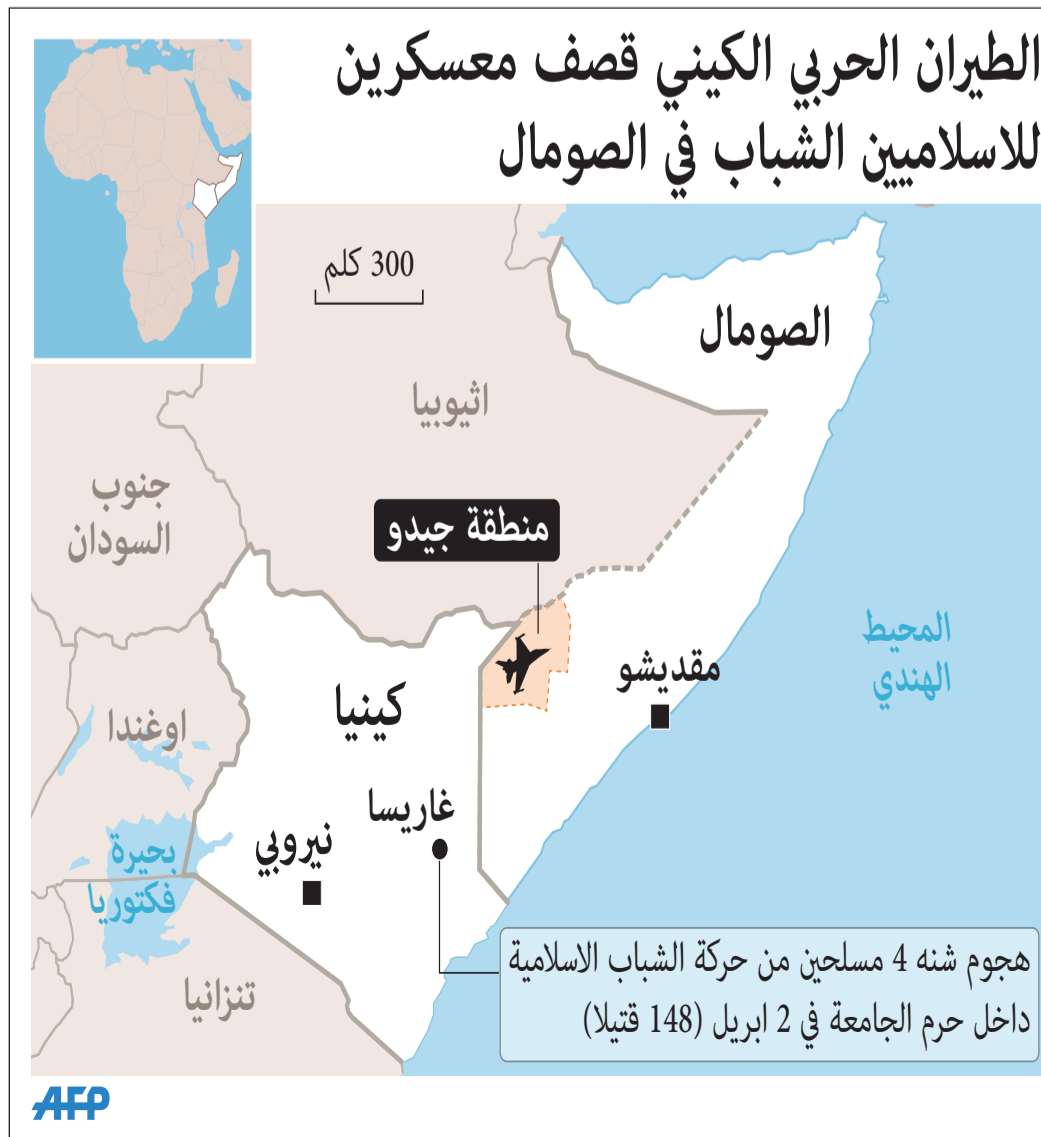 الطيران الحربي الكيني قصف معسكرين
للاسلاميين الشباب في الصومال
300 كلم
الصومال
اثيوبيا
جنوب
السودان
منطقة جيدو
المحيط
الهندي
مقديشو
كينيا
اوغندا
غاريسا
نيروبي
بحيرة
فكتوريا
تنزانيا
هجوم شنه 4 مسلحين من حركة الشباب الاسلامية
داخل حرم الجامعة في 2 ابريل (148 قتيلا)
AFP